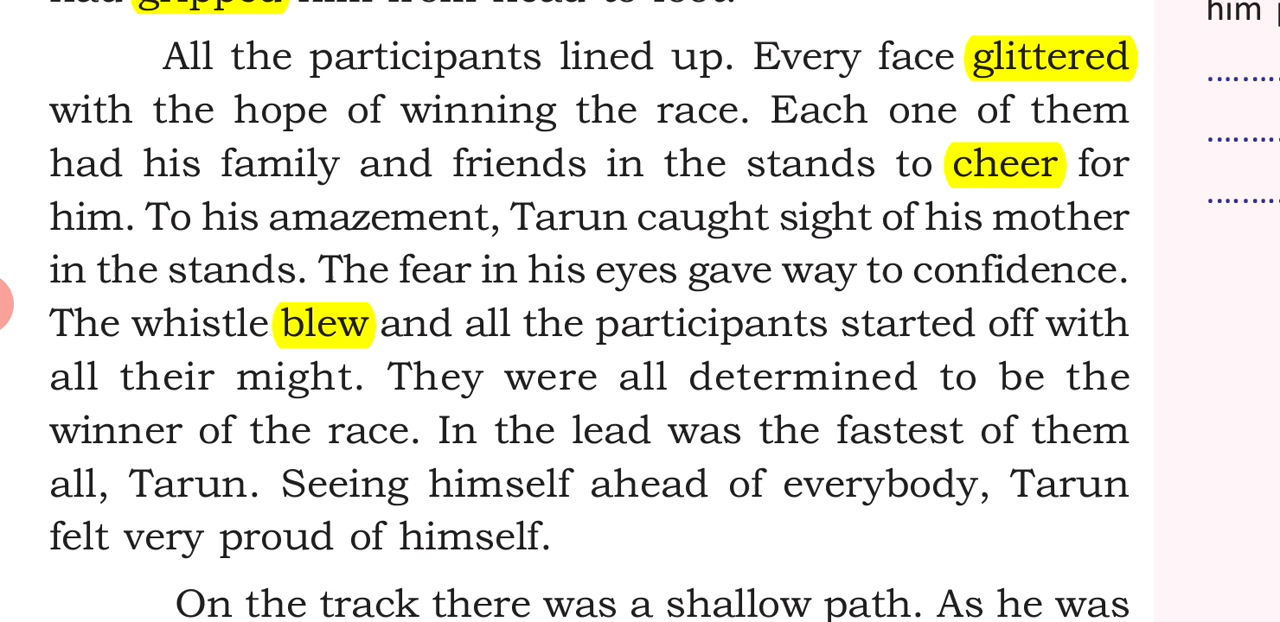 him
All the participants lined up. Every face glittered
with the hope of winning the race. Each one of them
had his family and friends in the stands to cheer for
him. To his amazement, Tarun caught sight of his mother
in the stands. The fear in his eyes gave way to confidence.
The whistle blew and all the participants started off with
all their might. They were all determined to be the
winner of the race. In the lead was the fastest of them
all, Tarun. Seeing himself ahead of everybody, Tarun
felt very proud of himself.
On the track there was a shallow path. As he was